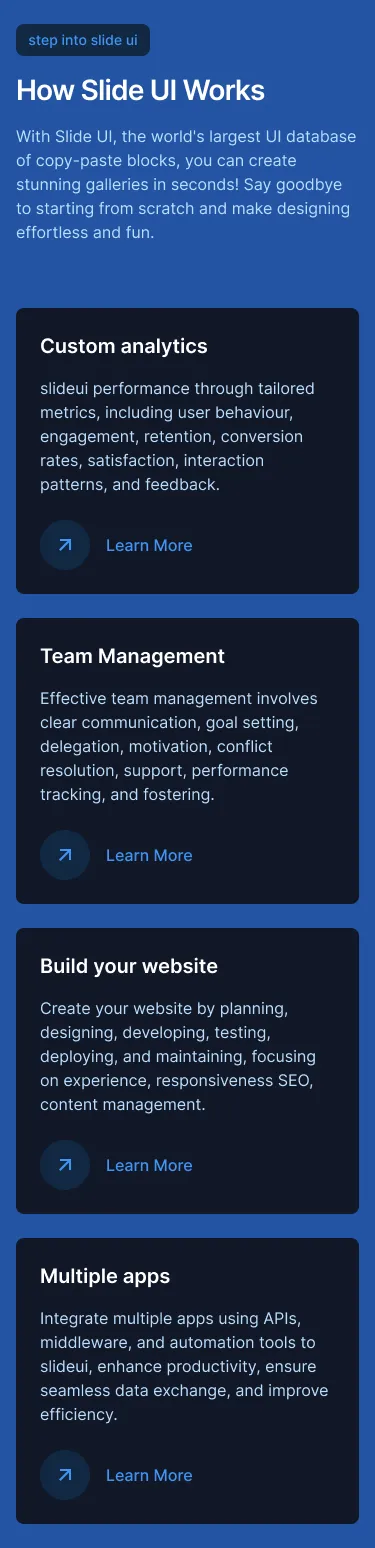 step into slide ui
How Slide UI Works
With Slide UI, the world's largest UI database
of copy-paste blocks, you can create
stunning galleries in seconds! Say goodbye
to starting from scratch and make designing
effortless and fun.
Custom analytics
slideui performance through tailored
metrics, including user behaviour,
engagement, retention, conversion
rates, satisfaction, interaction
patterns, and feedback.
Learn More
Team Management
Effective team management involves
clear communication, goal setting,
delegation, motivation, conflict
resolution, support, performance
tracking, and fostering.
Learn More
Build your website
Create your website by planning,
designing, developing, testing,
deploying, and maintaining, focusing
on experience, responsiveness SEO,
content management.
Learn More
Multiple apps
Integrate multiple apps using APIs,
middleware, and automation tools to
slideui, enhance productivity, ensure
seamless data exchange, and improve
efficiency.
Learn More